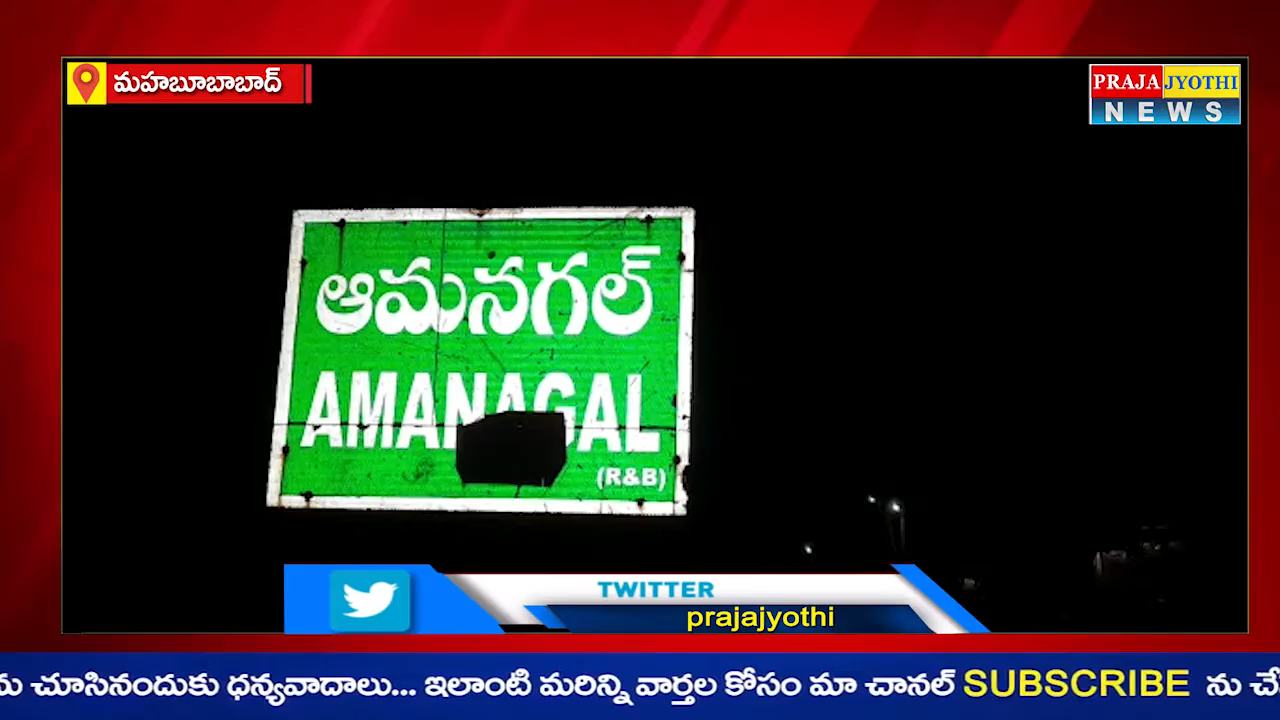 మహబూబాబాద్
PRAJA JYOTHI
NEWS
ఆమనగల్
AMANAGAL
(R&B)
TWITTER
prajajyothi
చూసినందుకు ధన్యవాదాలు... ఇలాంటి మరిన్ని వార్తల కోసం మా చానల్ SUBSCRIBE ను